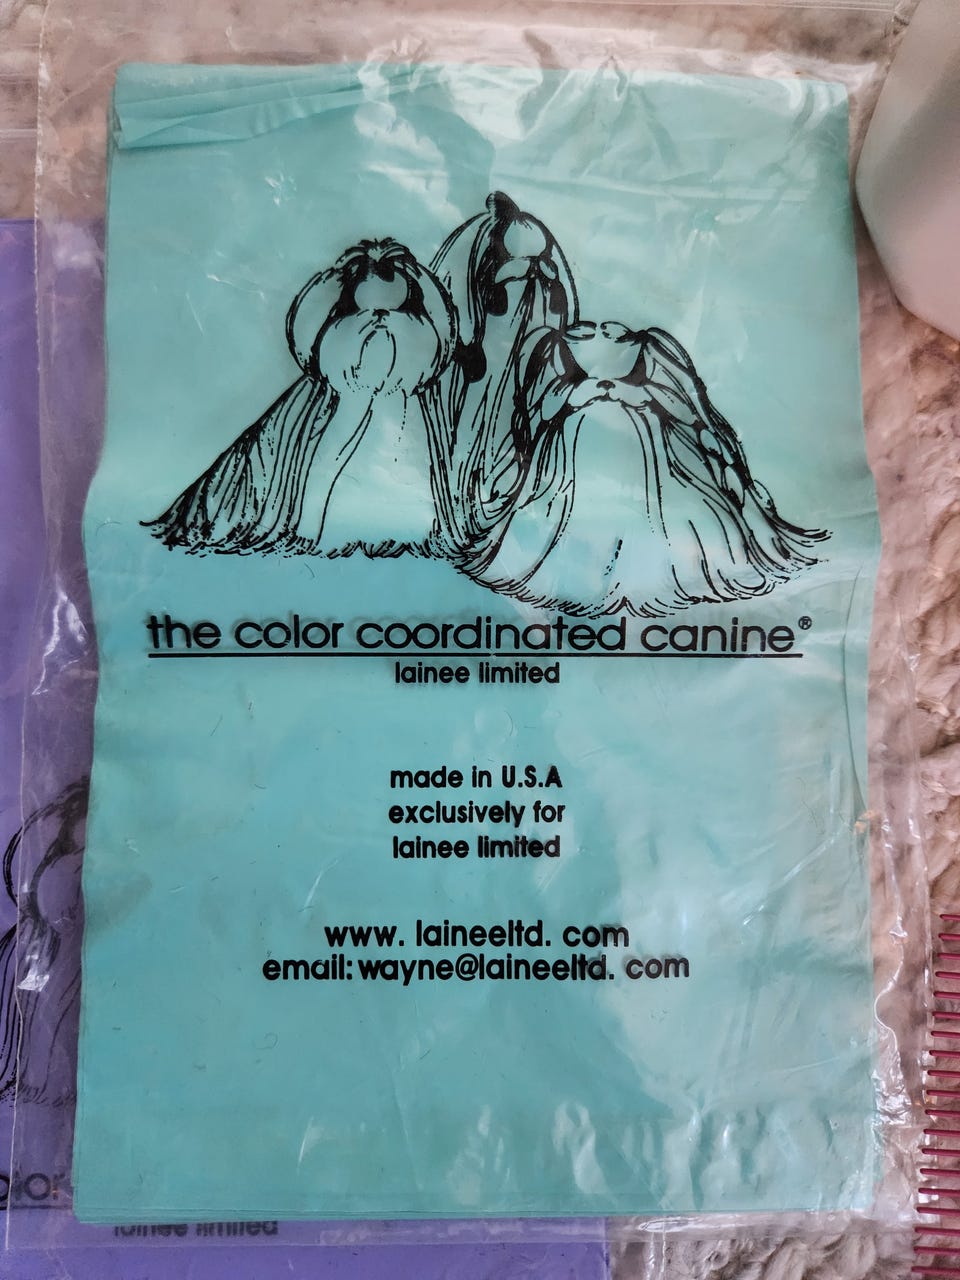 the color coordinated canine®
lainee limited
made in U.S.A
exclusively for
lainee limited
www. laineeltd. com
email: wayne@laineeltd. com
olor
lainee limited